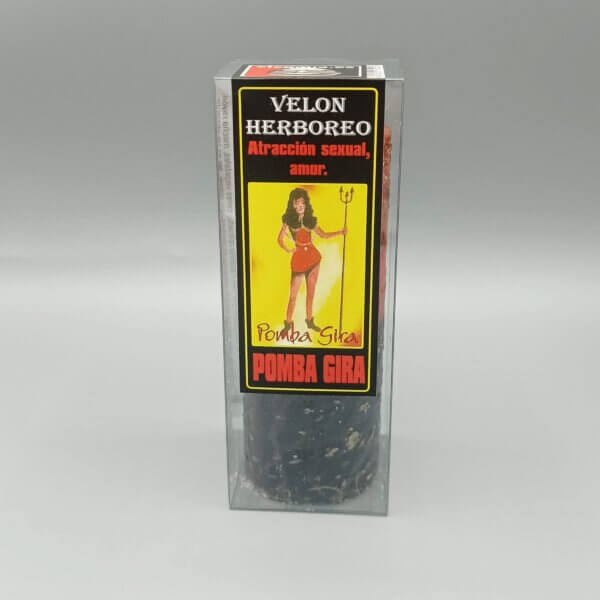 VELON
HERBOREO
Atracción sexual,
amor.
Pomba Gira
POMBA GIRA